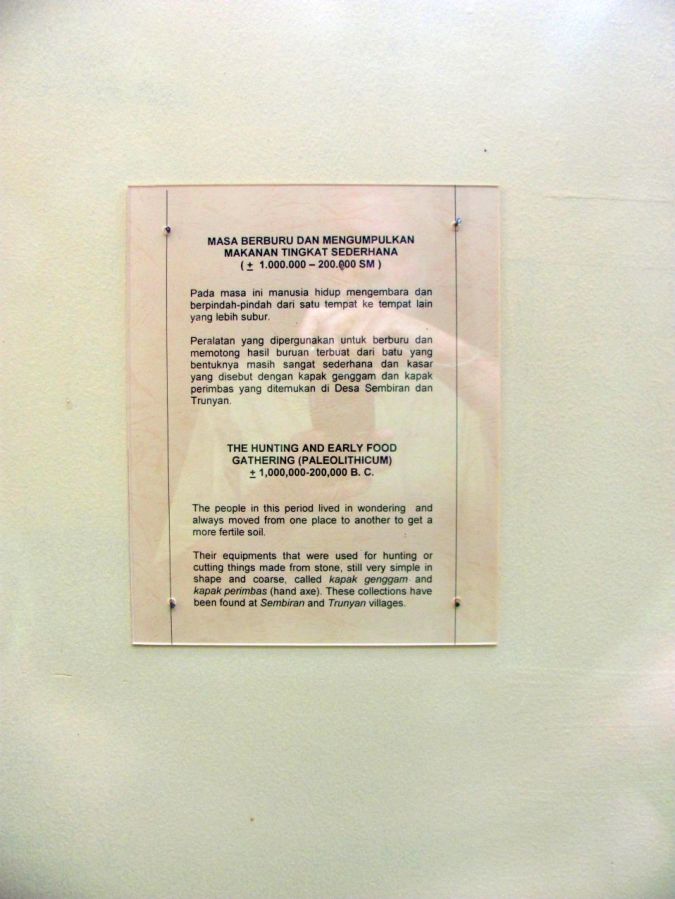 MASA BERBURU DAN MENGUMPULKAN
MAKANAN TINGKAT SEDERHANA
( ± 1.000.000 – 200.000 SM )
Pada masa ini manusia hidup mengembara dan
berpindah-pindah dari satu tempat ke tempat lain
yang lebih subur.
Peralatan yang dipergunakan untuk berburu dan
memotong hasil buruan terbuat dari batu yang
bentuknya masih sangat sederhana dan kasar
yang disebut dengan kapak genggam dan kapak
perimbas yang ditemukan di Desa Sembiran dan
Trunyan.
THE HUNTING AND EARLY FOOD
GATHERING (PALEOLITHICUM)
± 1,000,000-200,000 B. C.
The people in this period lived in wondering and
always moved from one place to another to get a
more fertile soil.
Their equipments that were used for hunting or
cutting things made from stone, still very simple in
shape and coarse, called kapak genggam and
kapak perimbas (hand axe). These collections have
been found at Sembiran and Trunyan villages.